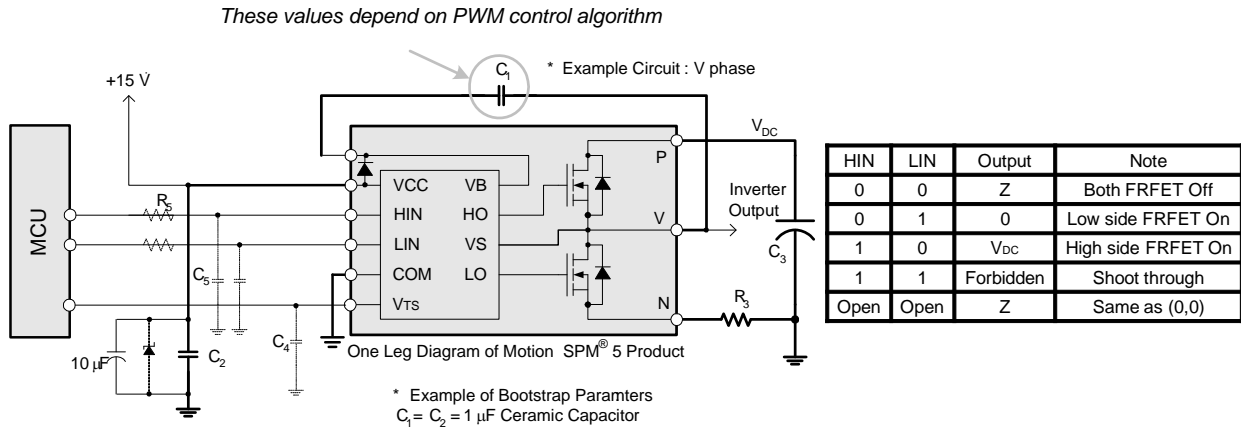 These values depend on PWM control algorithm
C1
* Example Circuit : V phase
+15 V
MCU
R5
C5
C4
10 μF
C2
VCC VB
HIN HO
LIN VS
COM LO
VTS
P
V
N
VDC
Inverter
Output
C3
R3
One Leg Diagram of Motion SPM® 5 Product
* Example of Bootstrap Paramters
C1= C2 = 1 μF Ceramic Capacitor
HIN LIN Output Note
0 0 Z Both FRFET Off
0 1 0 Low side FRFET On
1 0 VDC High side FRFET On
1 1 Forbidden Shoot through
Open Open Z Same as (0,0)